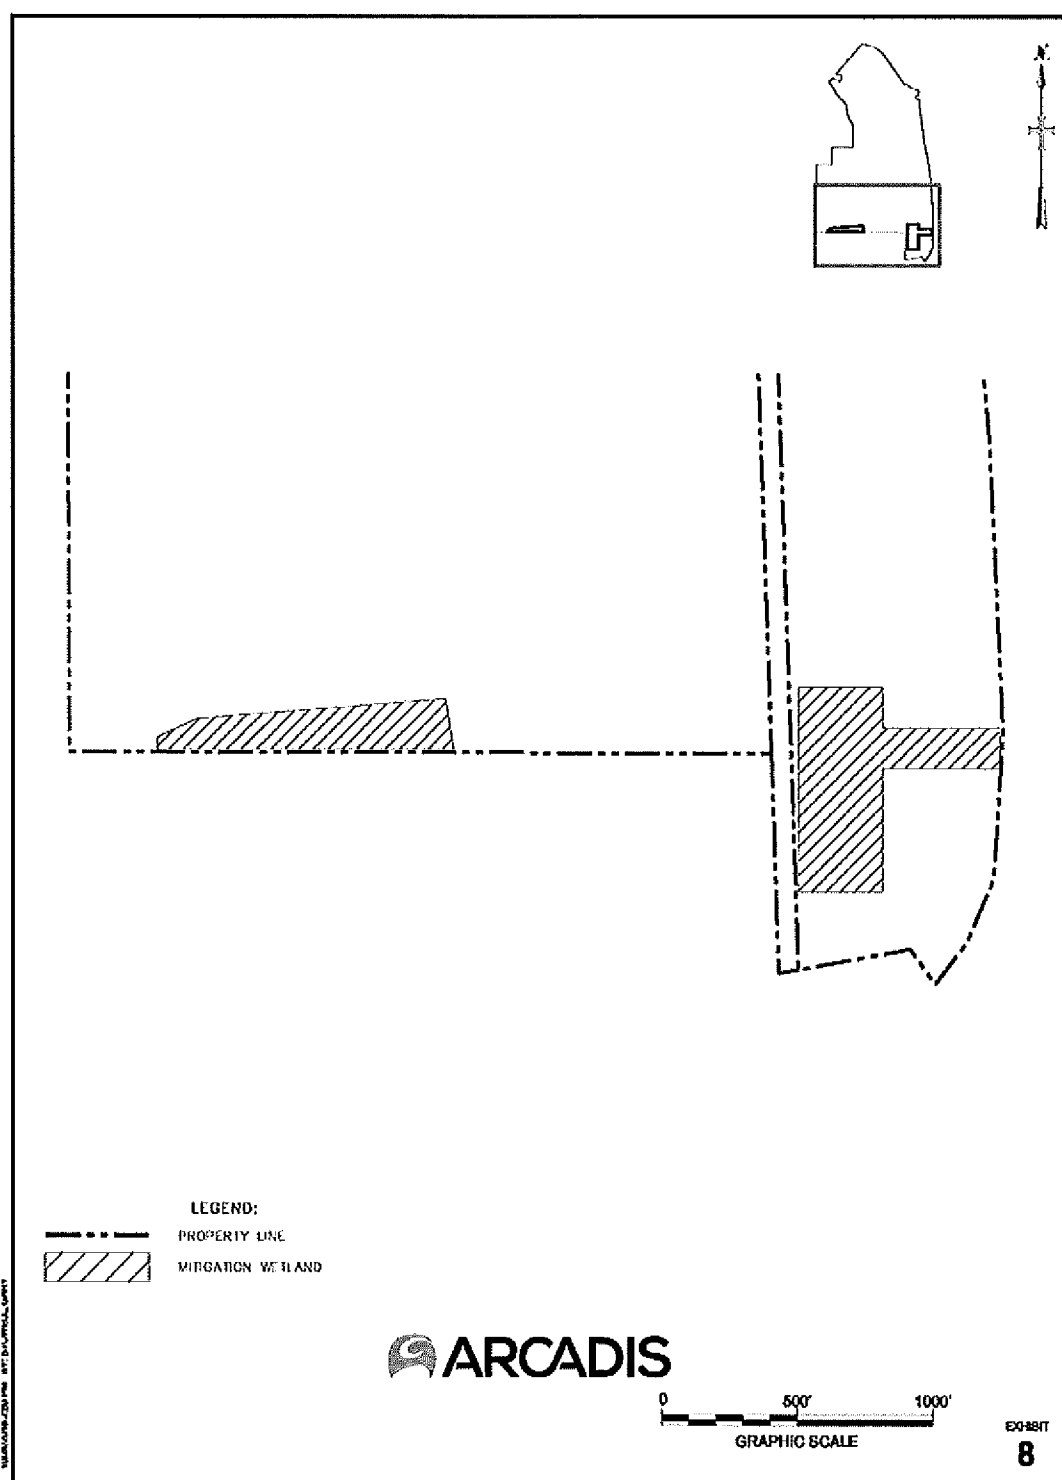 N
LEGEND:
PROPERTY LINE
MITIGATION WETLAND
ARCADIS
0 500' 1000'
GRAPHIC SCALE
EXHIBIT
8